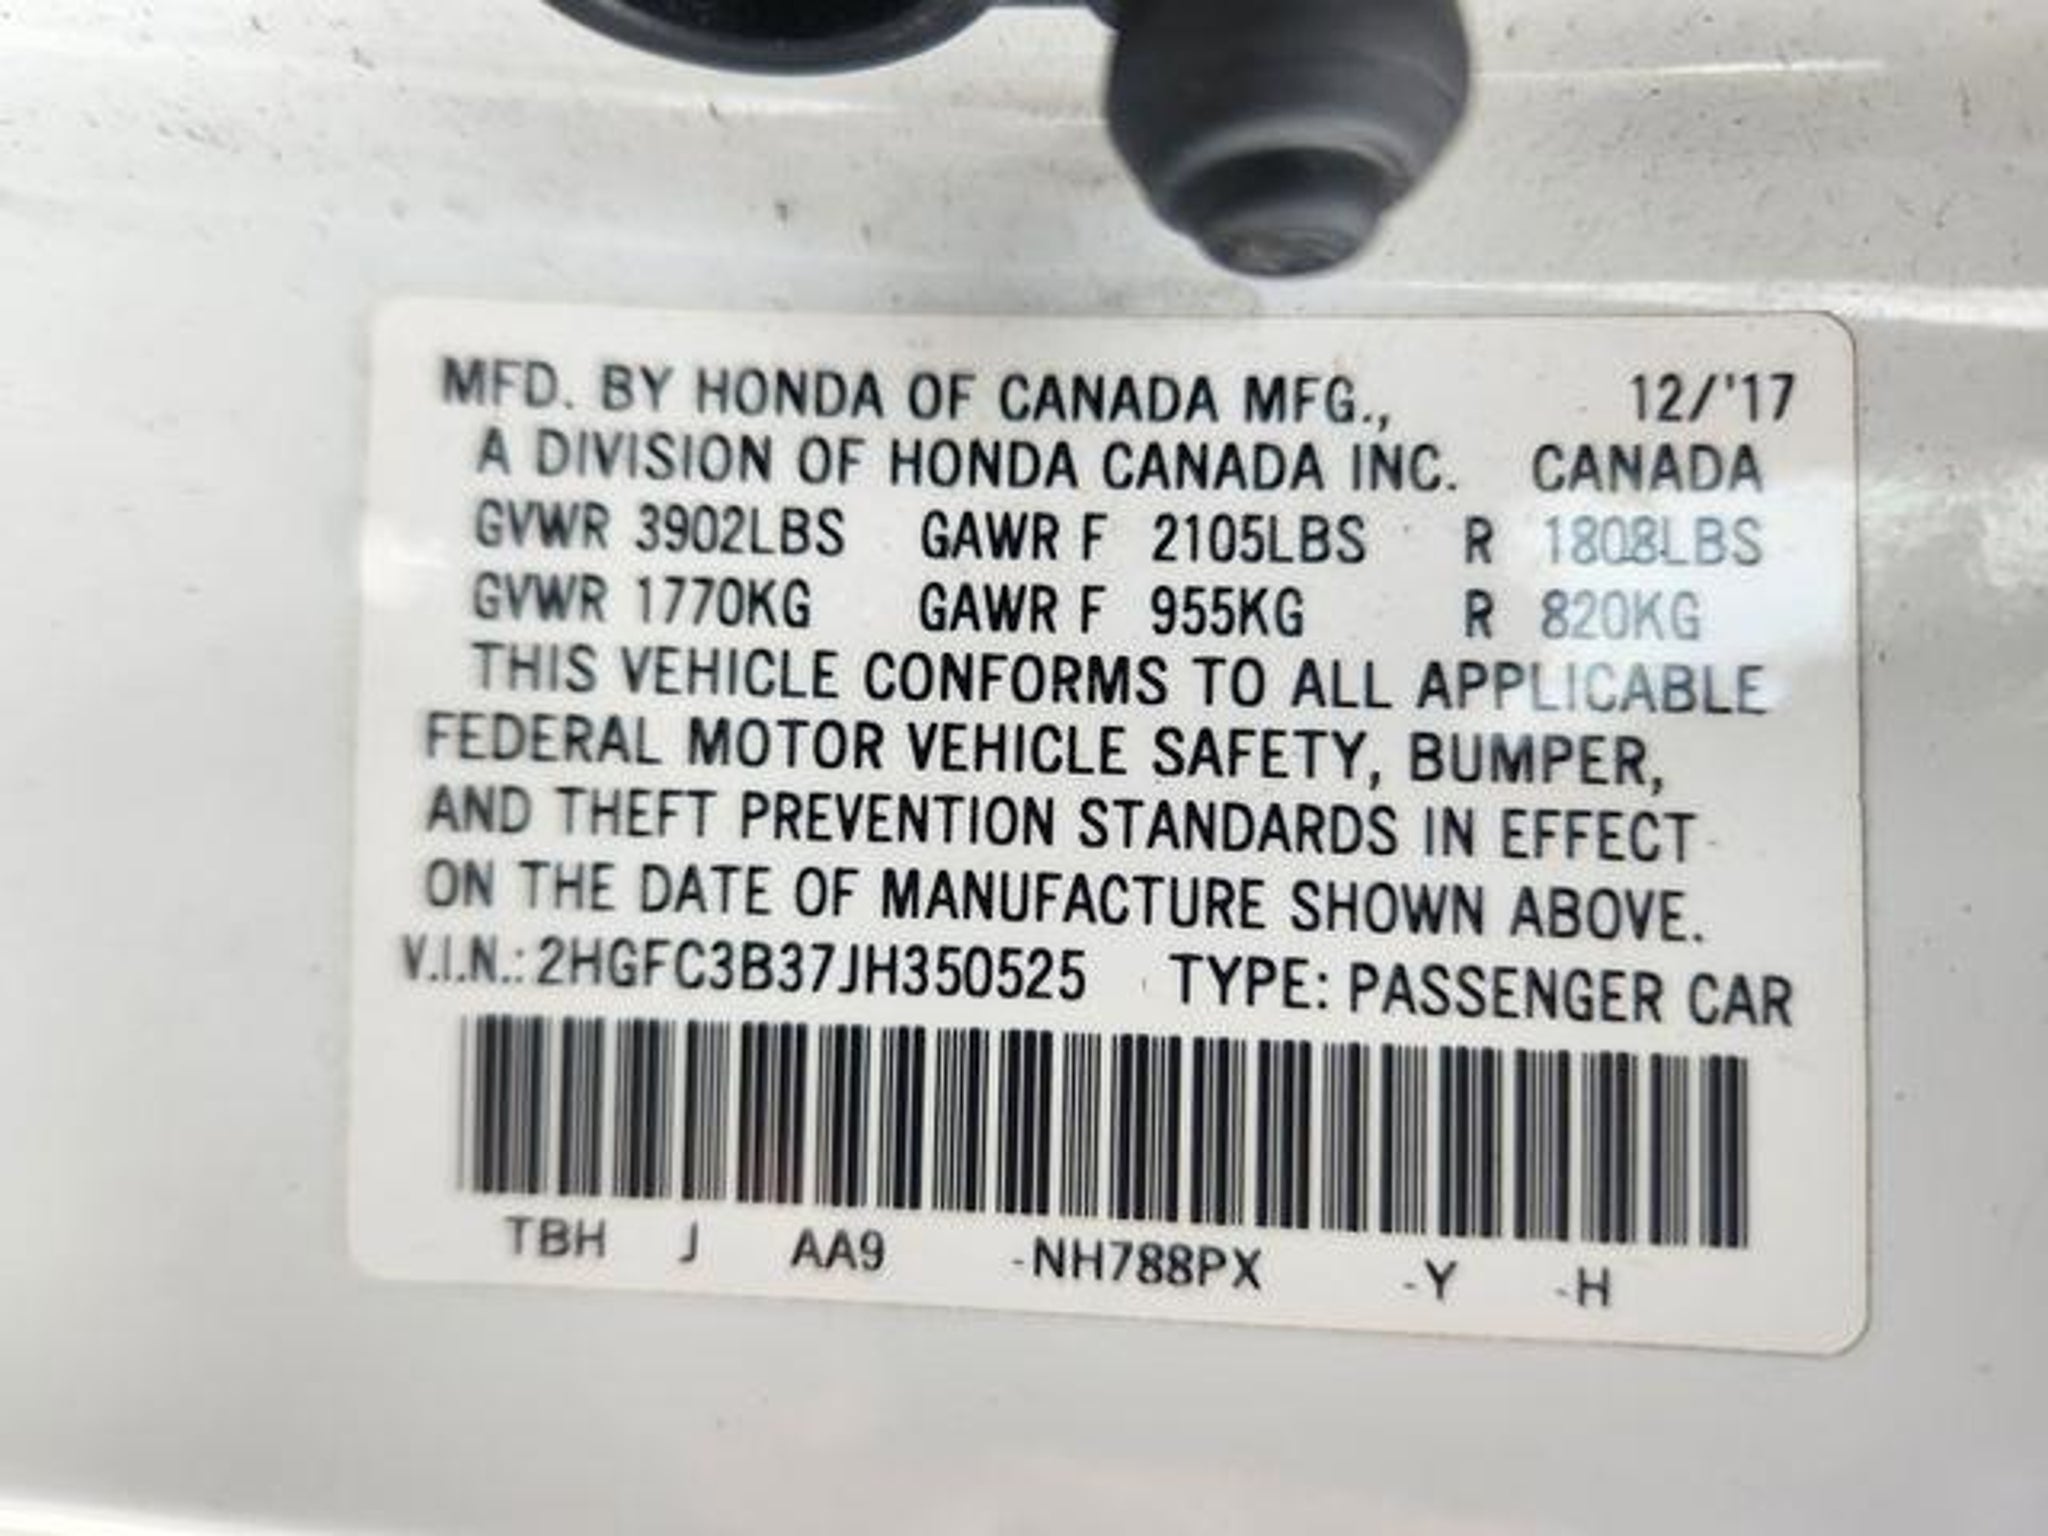 MFD. BY HONDA OF CANADA MFG., 12/'17
A DIVISION OF HONDA CANADA INC. CANADA
GVWR 3902LBS GAWR F 2105LBS R 1808LBS
GVWR 1770KG GAWR F 955KG R 820KG
THIS VEHICLE CONFORMS TO ALL APPLICABLE
FEDERAL MOTOR VEHICLE SAFETY, BUMPER,
AND THEFT PREVENTION STANDARDS IN EFFECT
ON THE DATE OF MANUFACTURE SHOWN ABOVE.
V.I.N.: 2HGFC3B37JH350525 TYPE: PASSENGER CAR
TBH J AA9 -NH788PX -Y -H